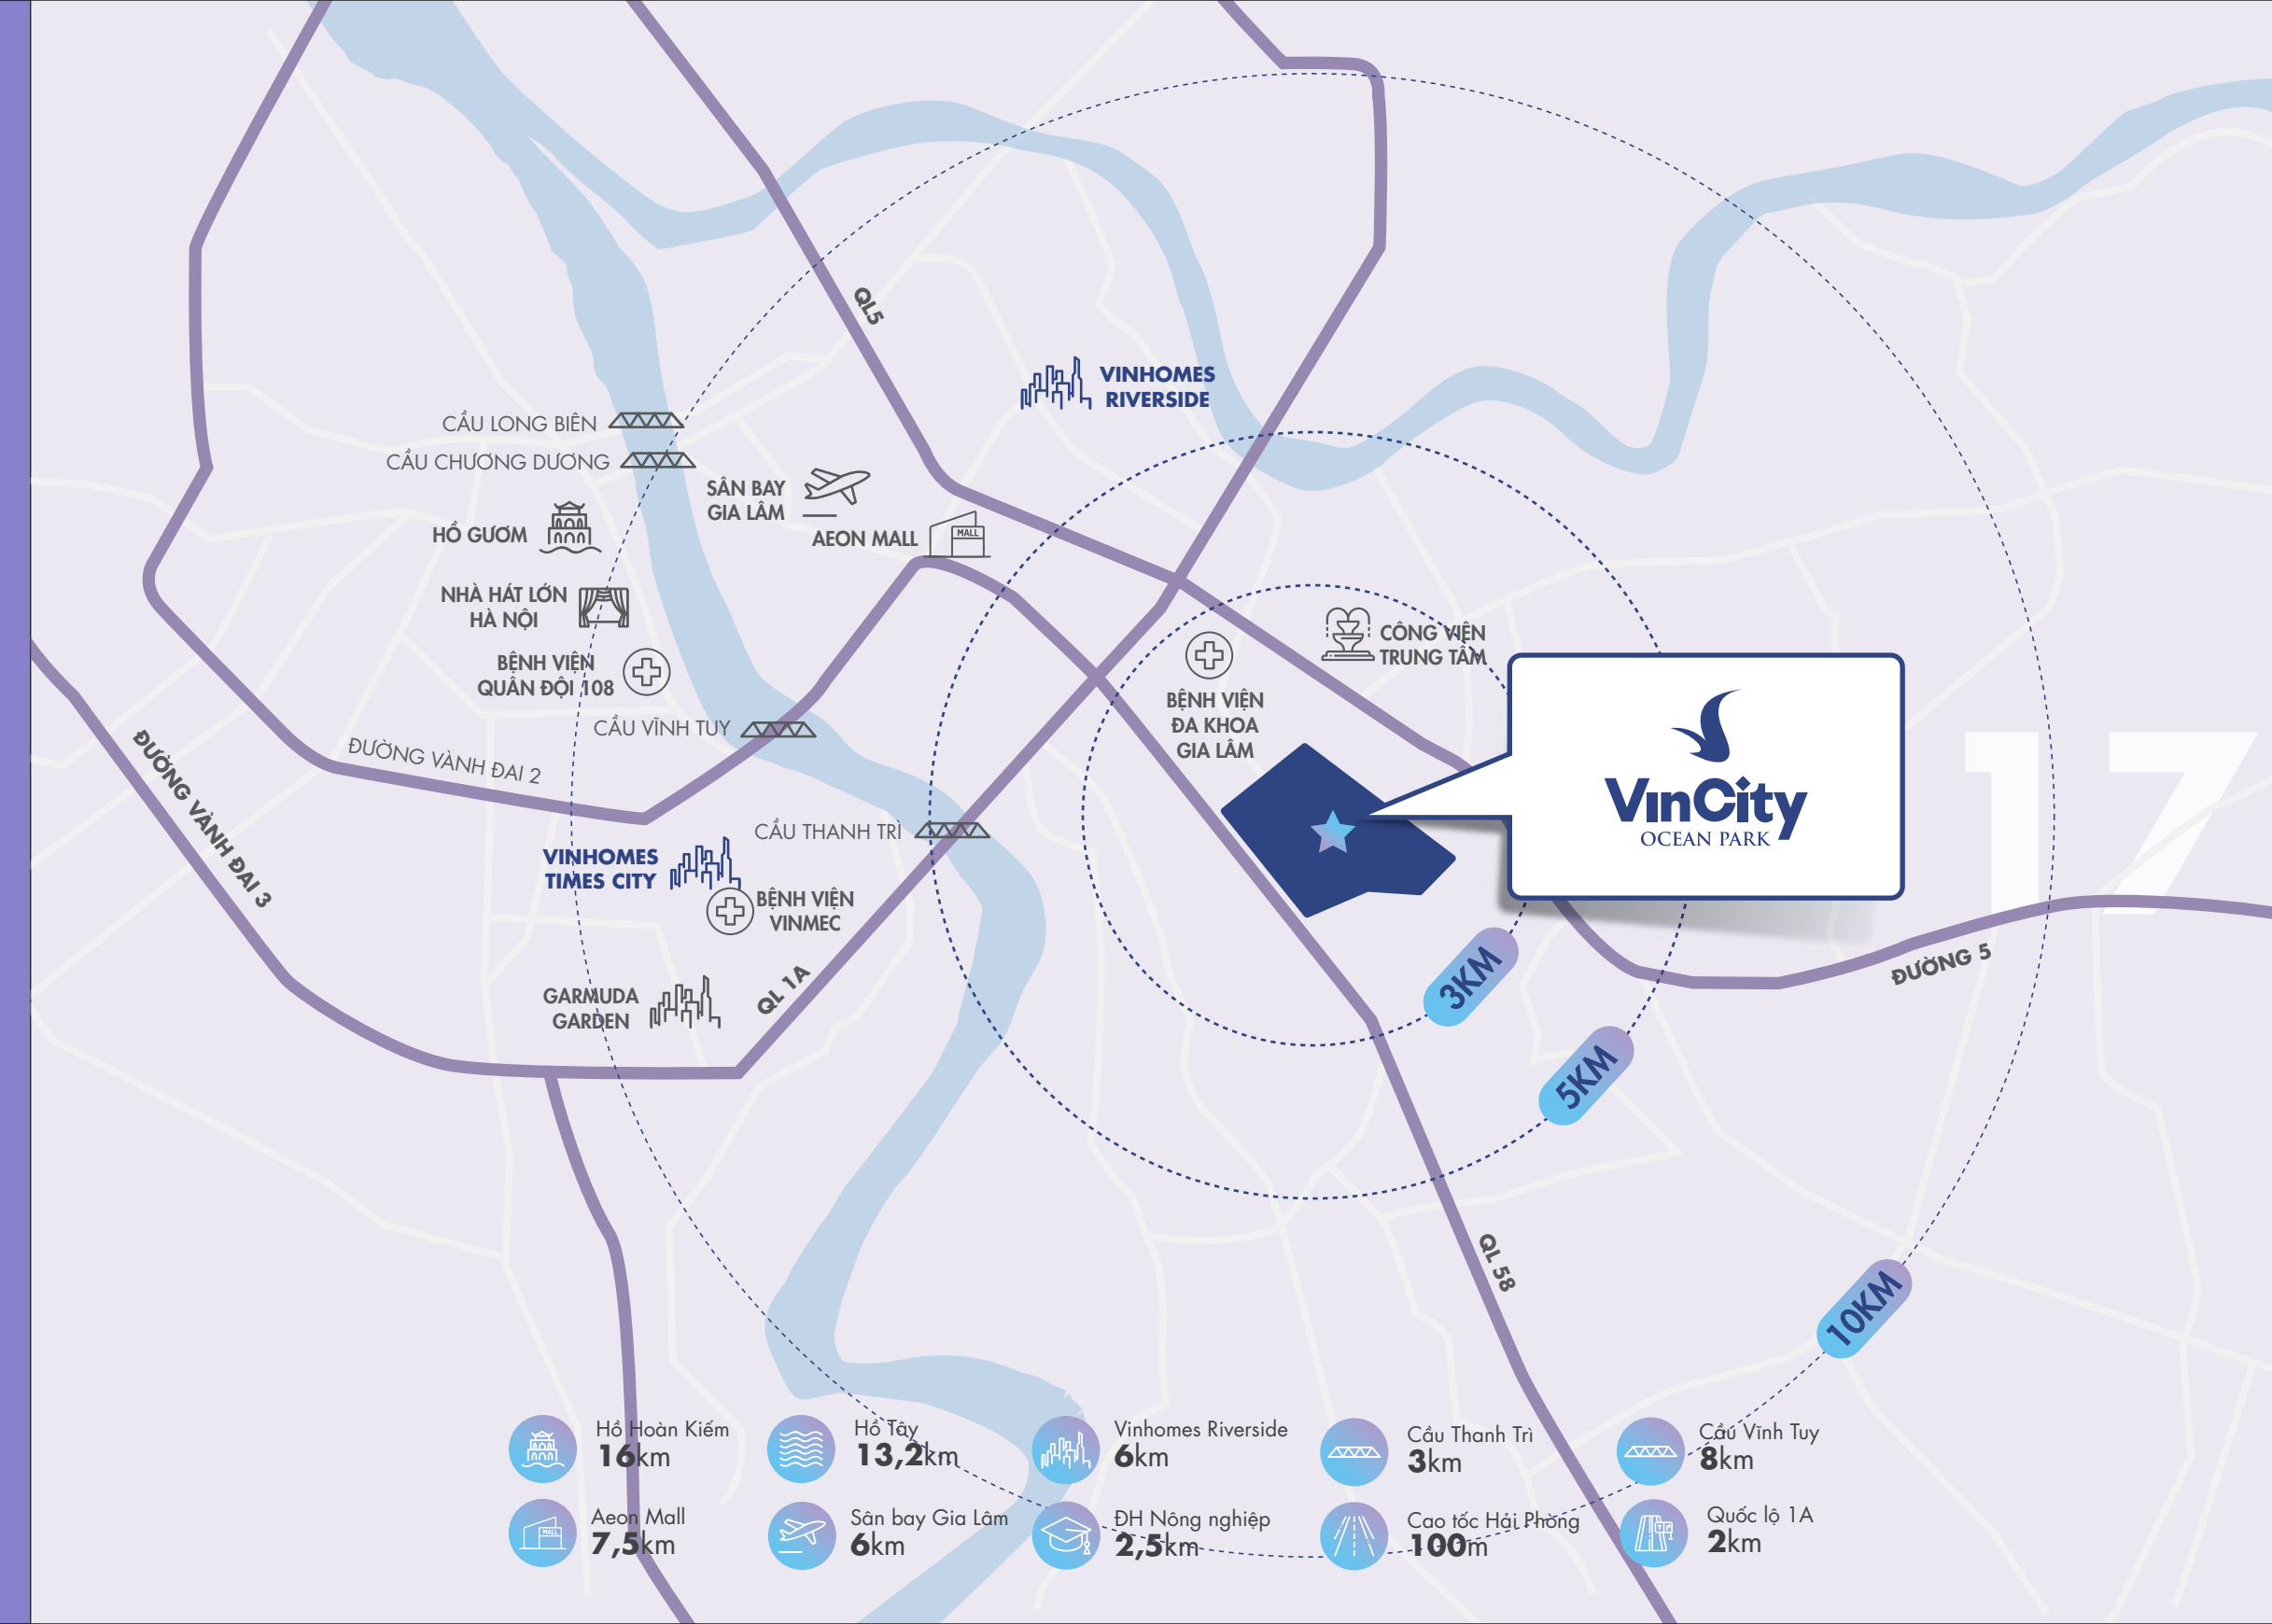 QL5
VINHOMES
RIVERSIDE
CẦU LONG BIÊN
CẦU CHƯƠNG DƯƠNG
SÂN BAY
GIA LÂM
AEON MALL
MALL
HỒ GƯƠM
NHÀ HÁT LỚN
HÀ NỘI
BỆNH VIỆN
QUÂN ĐỘI 108
CÔNG VIÊN
TRUNG TÂM
BỆNH VIỆN
ĐA KHOA
GIA LÂM
CẦU VĨNH TUY
ĐƯỜNG VÀNH ĐAI 2
ĐƯỜNG VÀNH ĐAI 3
VINCITY
OCEAN PARK
17
CẦU THANH TRÌ
VINHOMES
TIMES CITY
BỆNH VIỆN
VINMEC
GARMUDA
GARDEN
QL 1A
ĐƯỜNG 5
3KM
5KM
10KM
QL 58
Hồ Hoàn Kiếm
16km
Hồ Tây
13,2km
Vinhomes Riverside
6km
Cầu Thanh Trì
3km
Cầu Vĩnh Tuy
8km
MALL
Aeon Mall
7,5km
Sân bay Gia Lâm
6km
ĐH Nông nghiệp
2,5km
Cao tốc Hải Phòng
100m
Quốc lộ 1A
2km